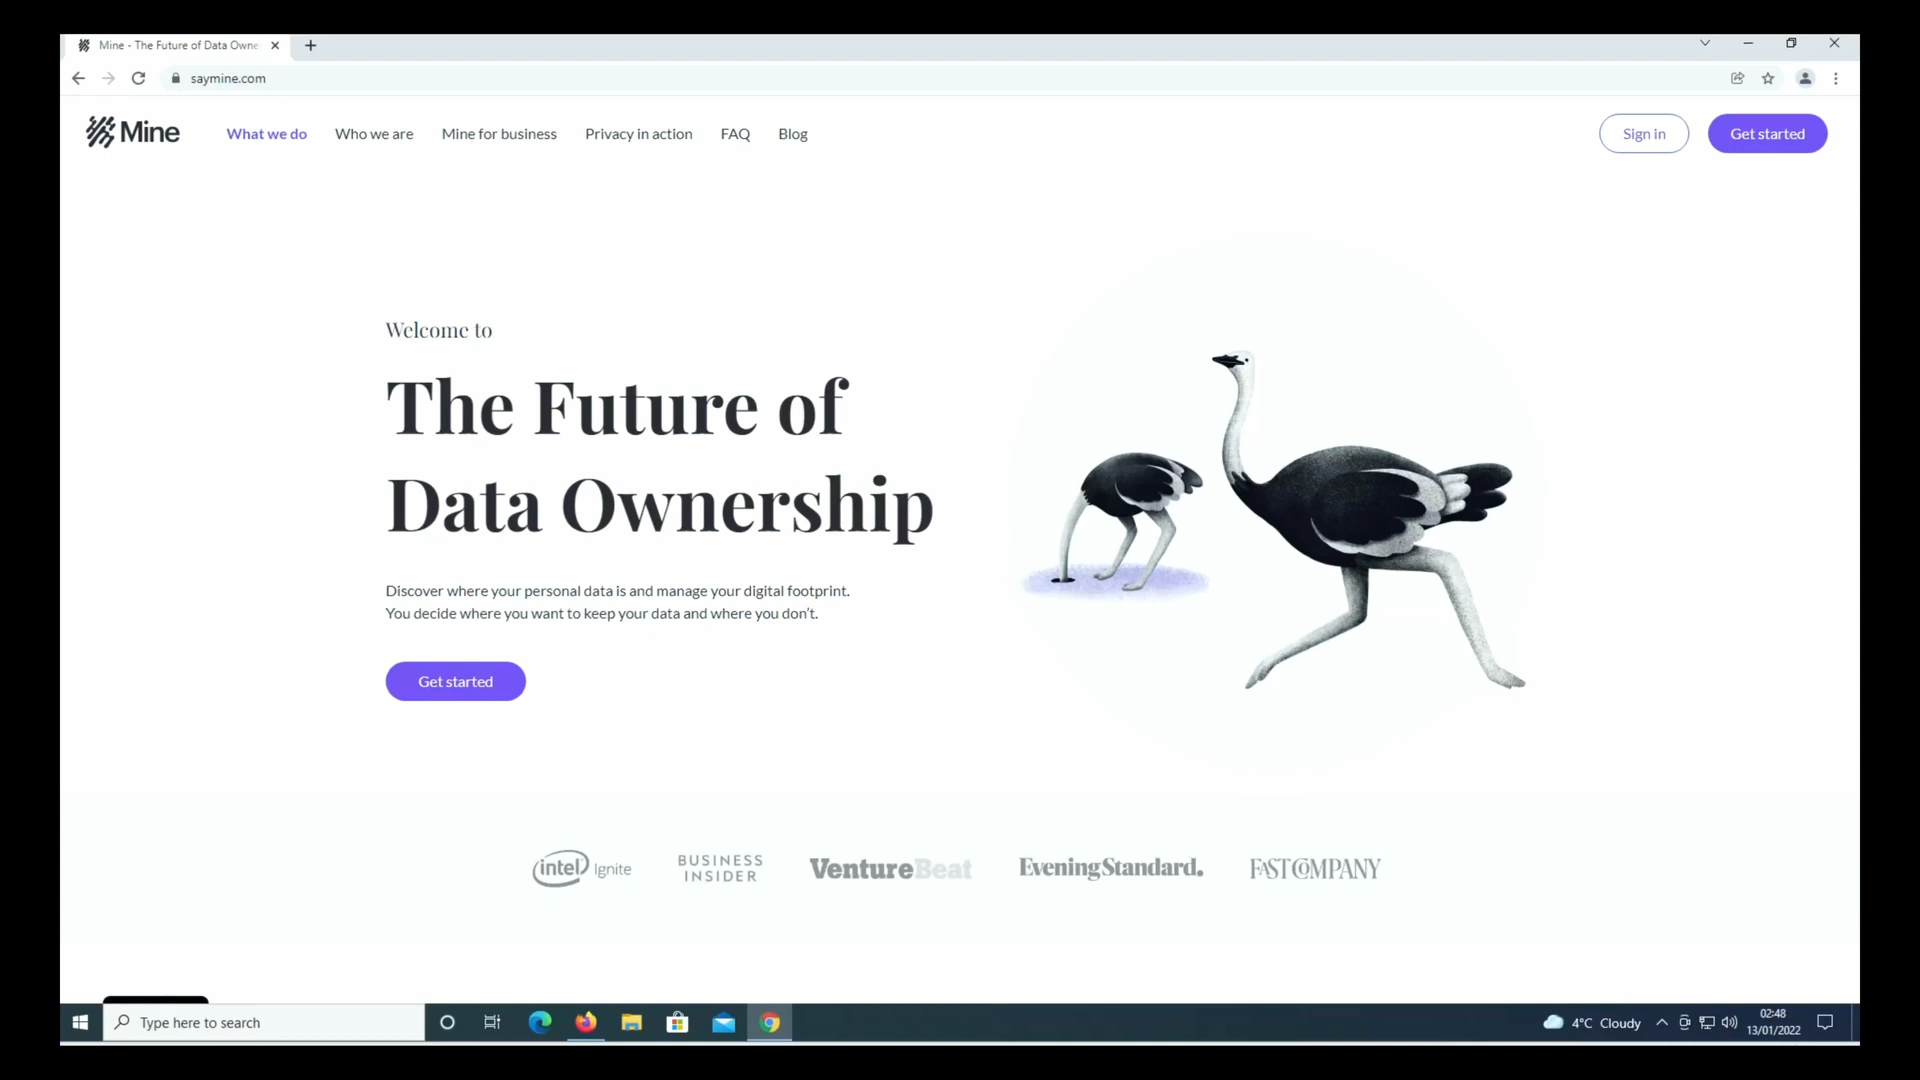 Mine - The Future of Data Owne
saymine.com
Mine
What we do
Who we are
Mine for business
Privacy in action
FAQ
Blog
Sign in
Get started
Welcome to
The Future of
Data Ownership
Discover where your personal data is and manage your digital footprint.
You decide where you want to keep your data and where you don't.
Get started
intel Ignite
BUSINESS
INSIDER
VentureBeat
Evening Standard.
FAST COMPANY
Type here to search
4°C Cloudy
02:48
13/01/2022